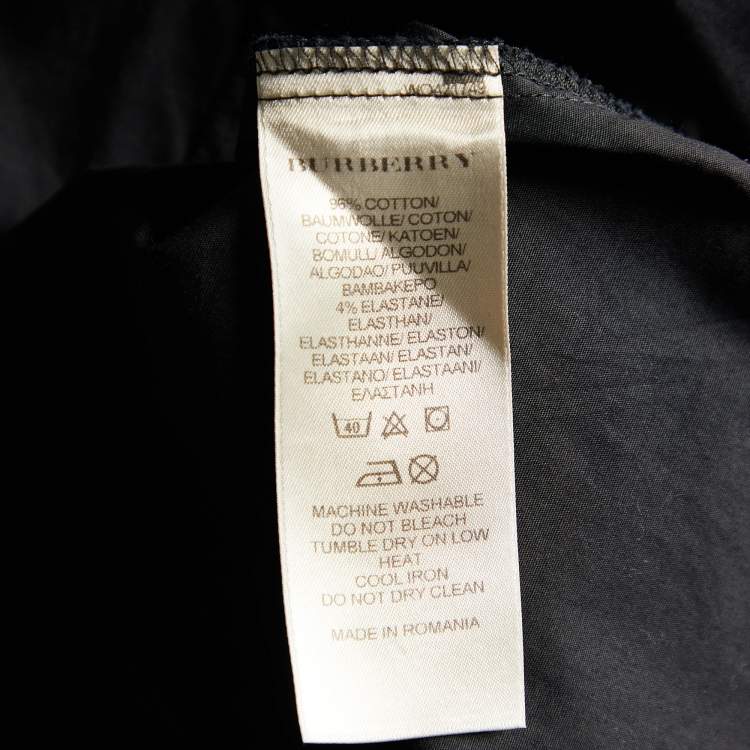 BURBERRY
96% COTTON/
BAUMWOLLE/ COTON/
COTONE/ KATOEN/
BOMULL/ ALGODON/
ALGODAO/ PUUVILLA/
BAMBAKEPO
4% ELASTANE/
ELASTHAN/
ELASTHANNE/ ELASTON/
ELASTAAN/ ELASTAN/
ELASTANO/ ELASTAANI/
ΕΛΑΣΤΑΝΗ
40
MACHINE WASHABLE
DO NOT BLEACH
TUMBLE DRY ON LOW
HEAT
COOL IRON
DO NOT DRY CLEAN
MADE IN ROMANIA